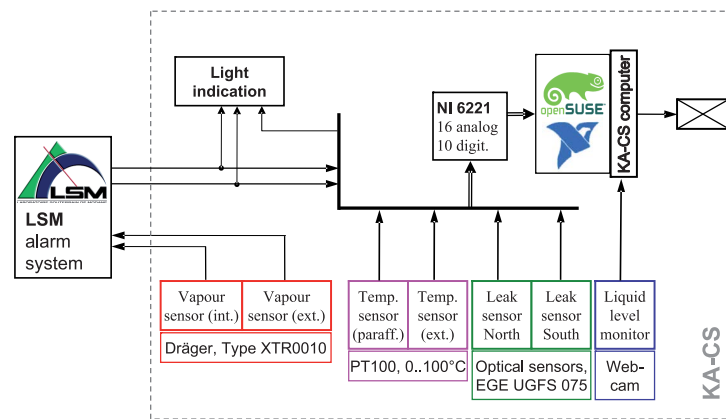 Light
indication
NI 6221
16 analog
10 digit.
openSUSE
KA-CS computer
LSM
LSM
alarm
system
Vapour
sensor (int.)
Vapour
sensor (ext.)
Dräger, Type XTR0010
Temp.
sensor
(paraff.)
Temp.
sensor
(ext.)
PT100, 0..100°C
Leak
sensor
North
Leak
sensor
South
Optical sensors,
EGE UGFS 075
Liquid
level
monitor
Web-
cam
KA-CS